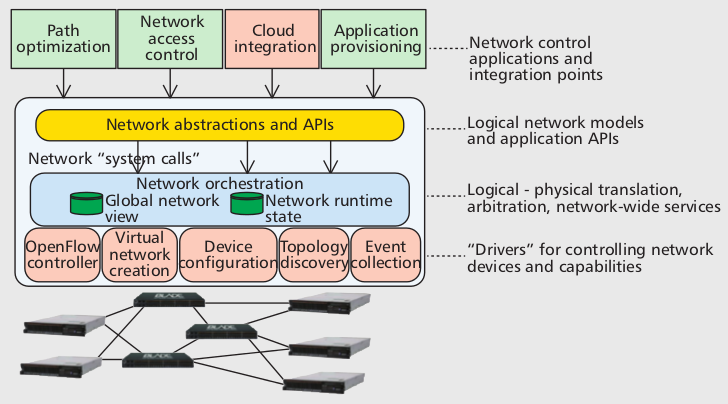 Path
optimization
Network
access
control
Cloud
integration
Application
provisioning
Network control
applications and
integration points
Network abstractions and APIs
Logical network models
and application APIs
Network “system calls”
Network orchestration
Global network
view
Network runtime
state
Logical - physical translation,
arbitration, network-wide services
OpenFlow
controller
Virtual
network
creation
Device
configuration
Topology
discovery
Event
collection
“Drivers” for controlling network
devices and capabilities